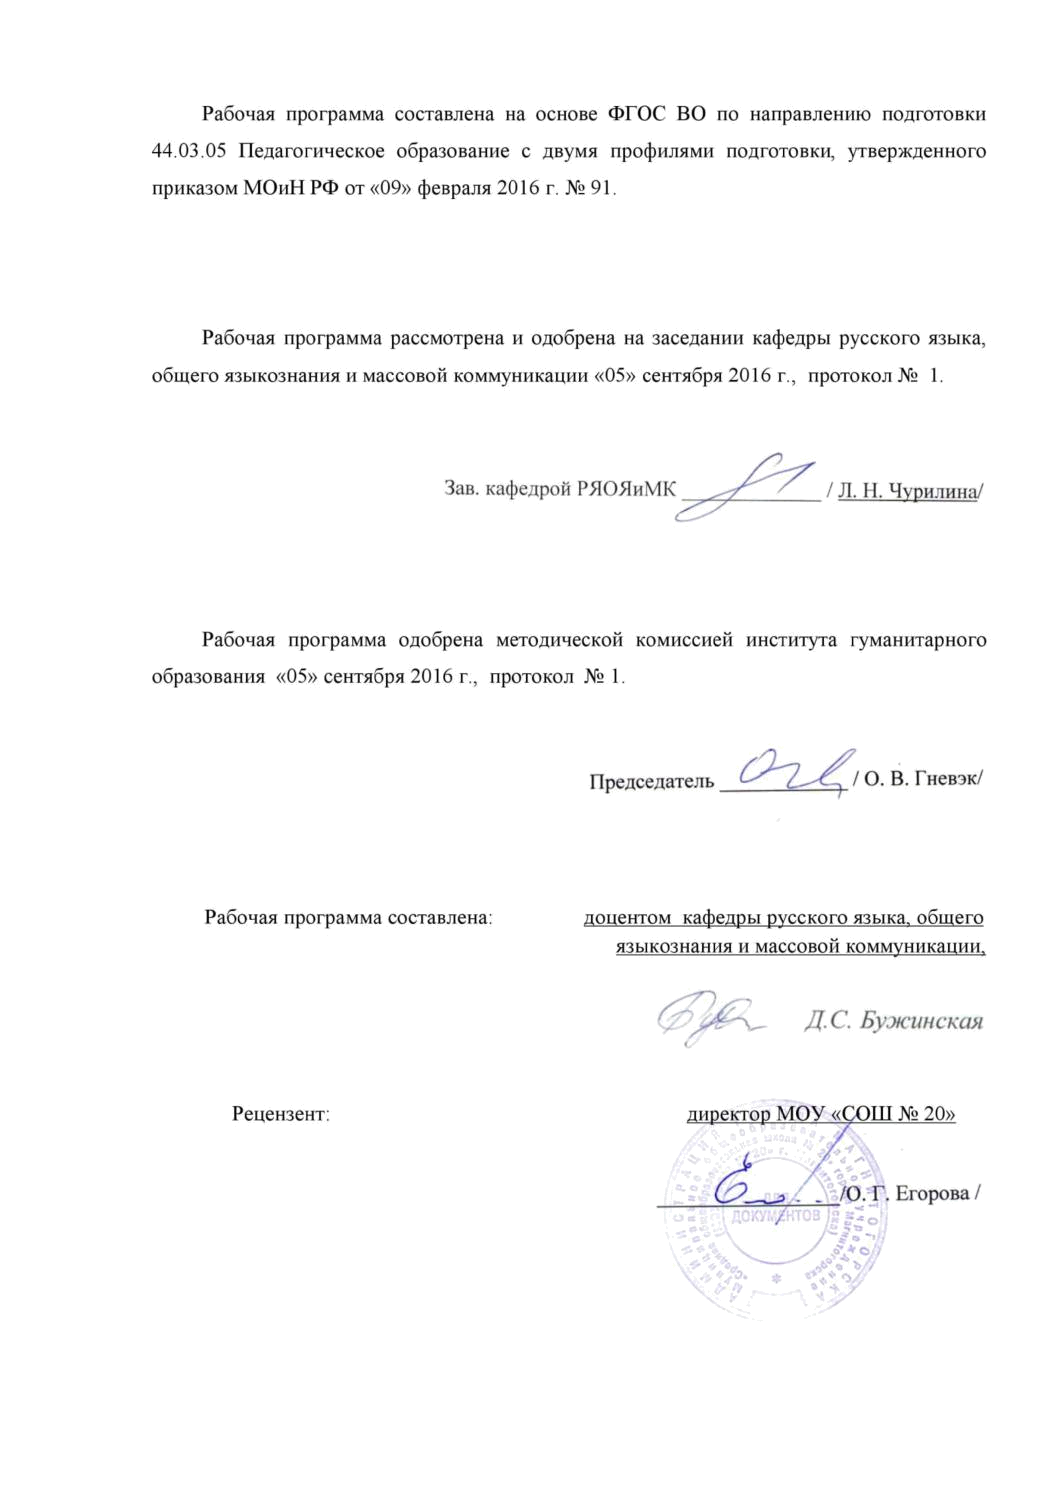 Рабочая программа составлена на основе ФГОС ВО по направлению подготовки
44.03.05 Педагогическое образование с двумя профилями подготовки, утвержденного
приказом МОиН РФ от «09» февраля 2016 г. № 91.
Рабочая программа рассмотрена и одобрена на заседании кафедры русского языка,
общего языкознания и массовой коммуникации «05» сентября 2016 г., протокол № 1.
Зав. кафедрой РЯОЯиМК / Л. Н. Чурилина/
Рабочая программа одобрена методической комиссией института гуманитарного
образования «05» сентября 2016 г., протокол № 1.
Председатель / О. В. Гневэк/
Рабочая программа составлена: доцентом кафедры русского языка, общего
языкознания и массовой коммуникации,
Д.С. Бужинская
Рецензент: директор МОУ «СОШ № 20»
/О. Г. Егорова /
АДМИНИСТРАЦИЯ МАГНИТОГОРСКА
ДЛЯ
ДОКУМЕНТОВ